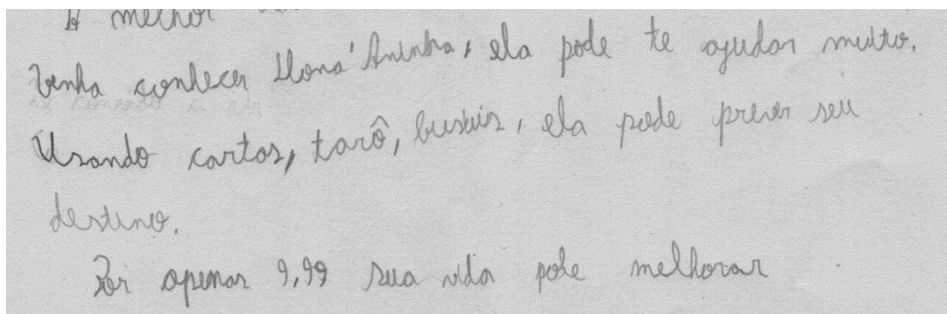 A melhor
Venha conhecer Dona Aninha, ela pode te ajudar muito.
Usando cartas, tarô, búzios, ela pode prever seu
destino.
Por apenas 9,99 sua vida pode melhorar